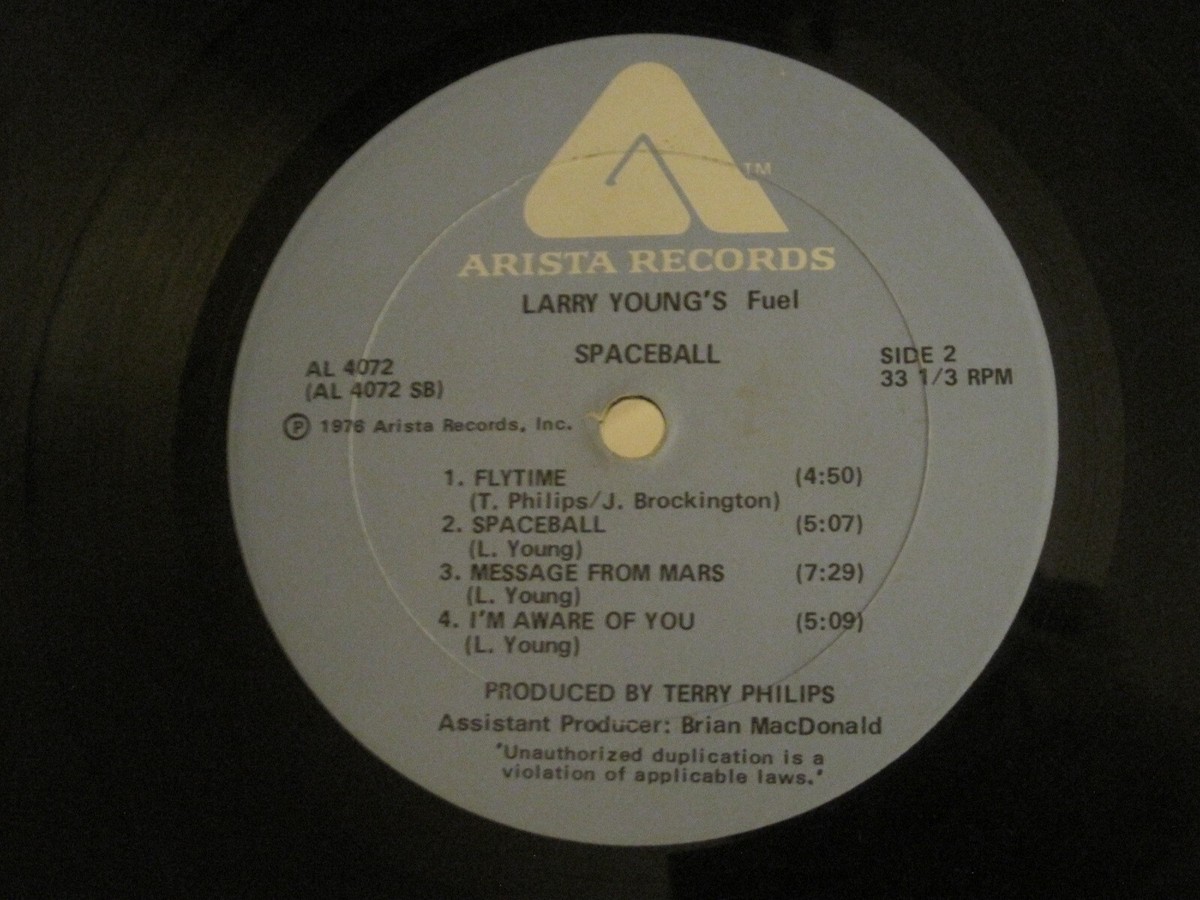 TM
ARISTA RECORDS
LARRY YOUNG'S Fuel
SPACEBALL
AL 4072
(AL 4072 SB)
SIDE 2
33 1/3 RPM
Ⓟ 1976 Arista Records, Inc.
1. FLYTIME (4:50)
(T. Philips/J. Brockington)
2. SPACEBALL (5:07)
(L. Young)
3. MESSAGE FROM MARS (7:29)
(L. Young)
4. I'M AWARE OF YOU (5:09)
(L. Young)
PRODUCED BY TERRY PHILIPS
Assistant Producer: Brian MacDonald
"Unauthorized duplication is a
violation of applicable laws."